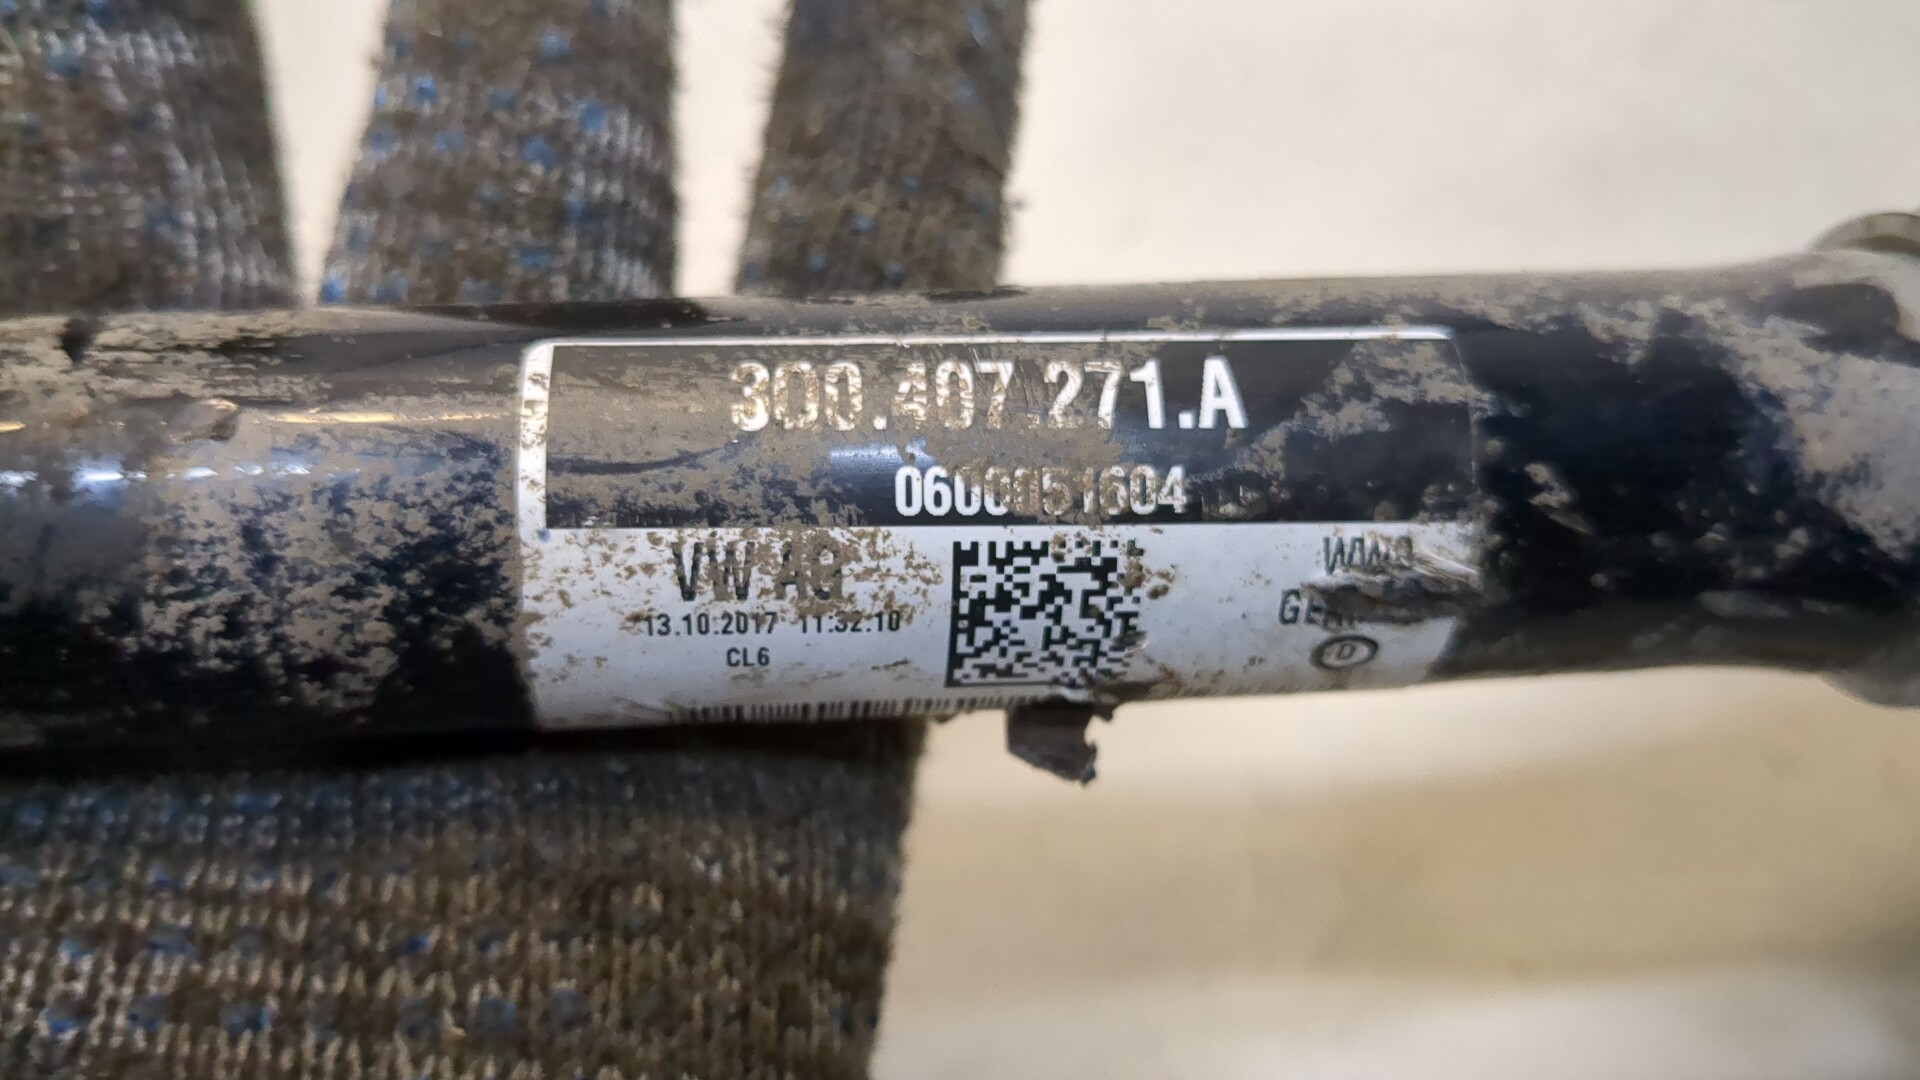 3Q0.407.271.A
0600051604
VW AG
13.10.2017 11:32:10
CL6
D